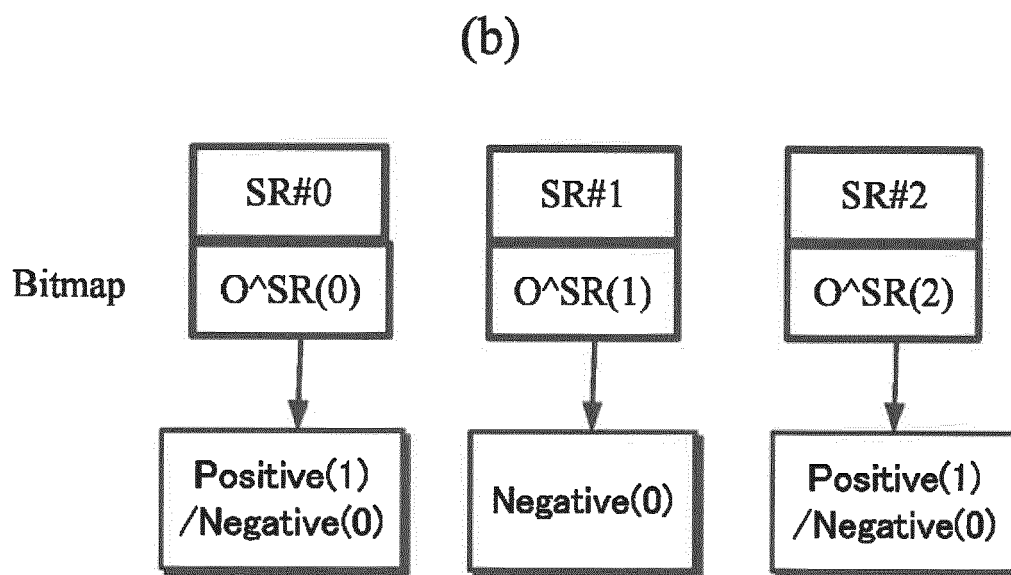 (b)
SR#0 SR#1 SR#2
Bitmap O^SR(0) O^SR(1) O^SR(2)
Positive(1) Negative(0) Positive(1)
/Negative(0) /Negative(0)